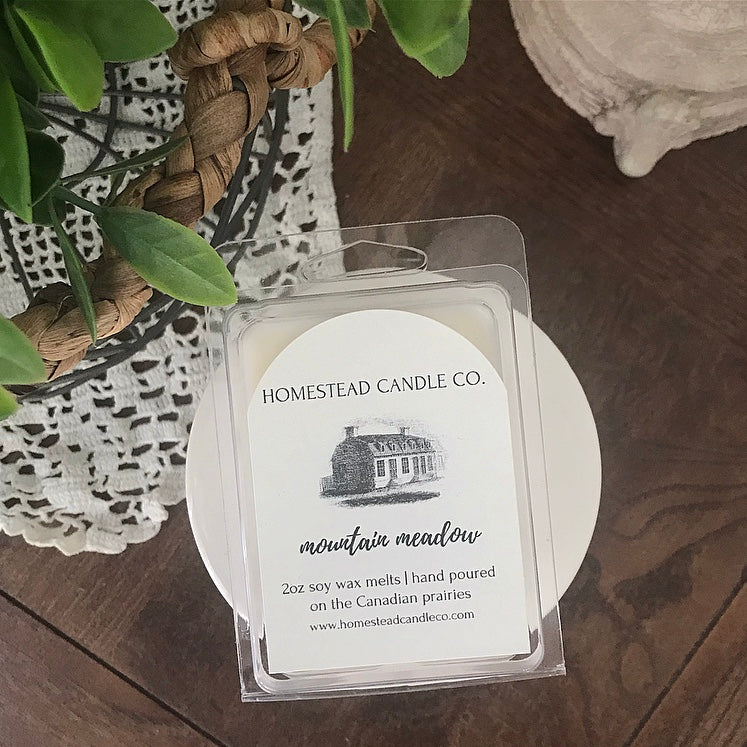 HOMESTEAD CANDLE CO.
mountain meadow
2oz soy wax melts | hand poured
on the Canadian prairies
www.homesteadcandleco.com